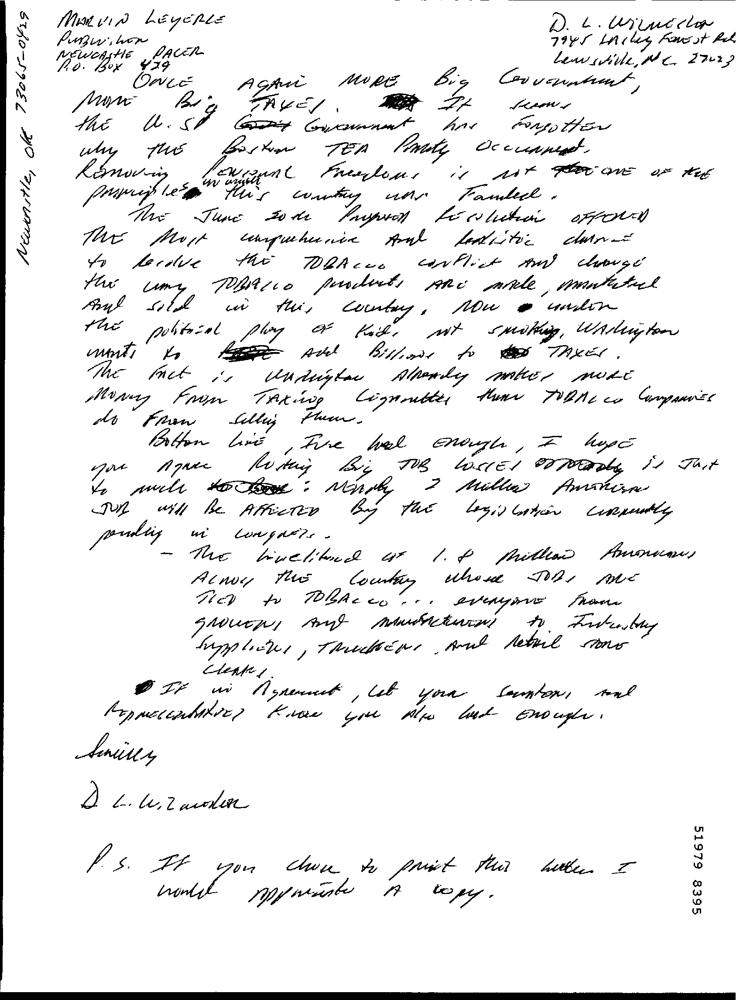 MARVIN LEYERLE
PUBLISHER
NEWCASTLE PACER
P.O. Box 429
Newcastle, OK 73065-0429
D. L.
7945 Forest Rd.
Lewisville, NC 27023
ONCE AGAIN MORE Big Government,
MORE Big TAXES. It seems
the U.S. Government has forgotten
why the Boston TEA Party occurred.
Removing Personal Freedoms is not ONE OF THE
principles in which this country was Founded.
The June 20th Proposed Resolution OFFERED
THE Most comprehensive And realistic chance
to Resolve the TOBACCO conflict And change
the way TOBACCO products ARE made, marketed
And sold in this country. Now under
the political ploy of Kids not smoking, Washington
wants to Add Billions to TAXES.
The Fact is Washington Already makes more
Money From Taxing Cigarettes than TOBACCO Companies
do From selling them.
Bottom Line, I've had enough, I hope
you Agree Big JOB LOSSES is Just
to much : Nearly 2 Million American
JOB will Be AFFECTED By the legislation currently
pending in congress.
- The Livelihood of 1.8 Million Americans
Across the Country whose JOBs are
TIED to TOBACCO... everyone From
growers And manufacturers to Industry
suppliers, Truckers, And Retail store
clerks.
If in Agreement, let your senators and
Representatives Know you Also had enough.
Sincerely
D L.
P.S. If you chose to print this letter I
would Appreciate A copy.
51979 8395